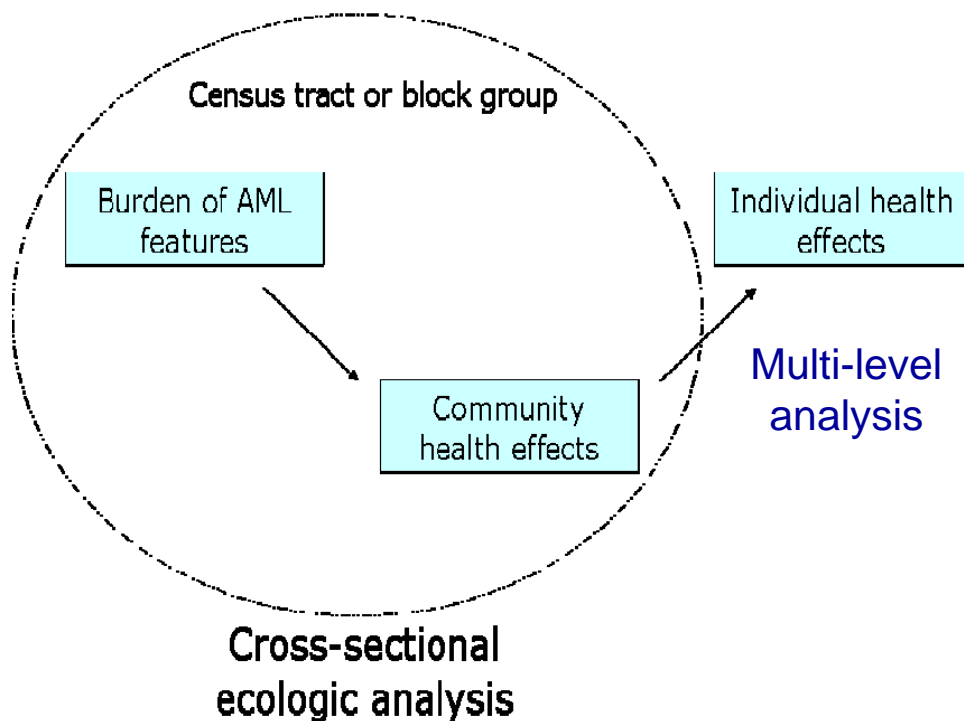 Census tract or block group
Burden of AML
features
Individual health
effects
Multi-level
analysis
Community
health effects
Cross-sectional
ecologic analysis